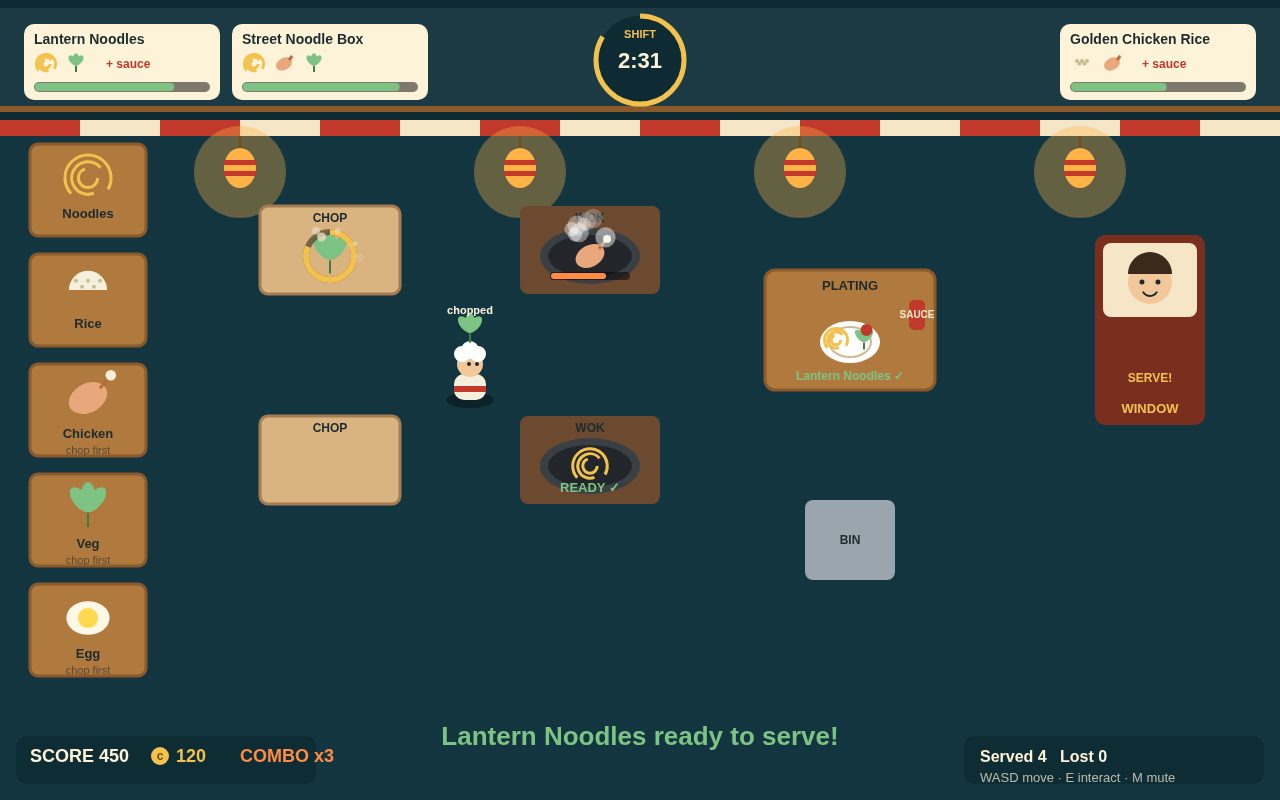 Lantern Noodles
+ sauce
Street Noodle Box
SHIFT
2:31
Golden Chicken Rice
+ sauce
Noodles
Rice
Chicken
chop first
Veg
chop first
Egg
chop first
CHOP
WOK
chopped
CHOP
WOK
READY ✓
PLATING
SAUCE
Lantern Noodles ✓
SERVE!
WINDOW
BIN
Lantern Noodles ready to serve!
SCORE 450
c 120
COMBO x3
Served 4 Lost 0
WASD move · E interact · M mute